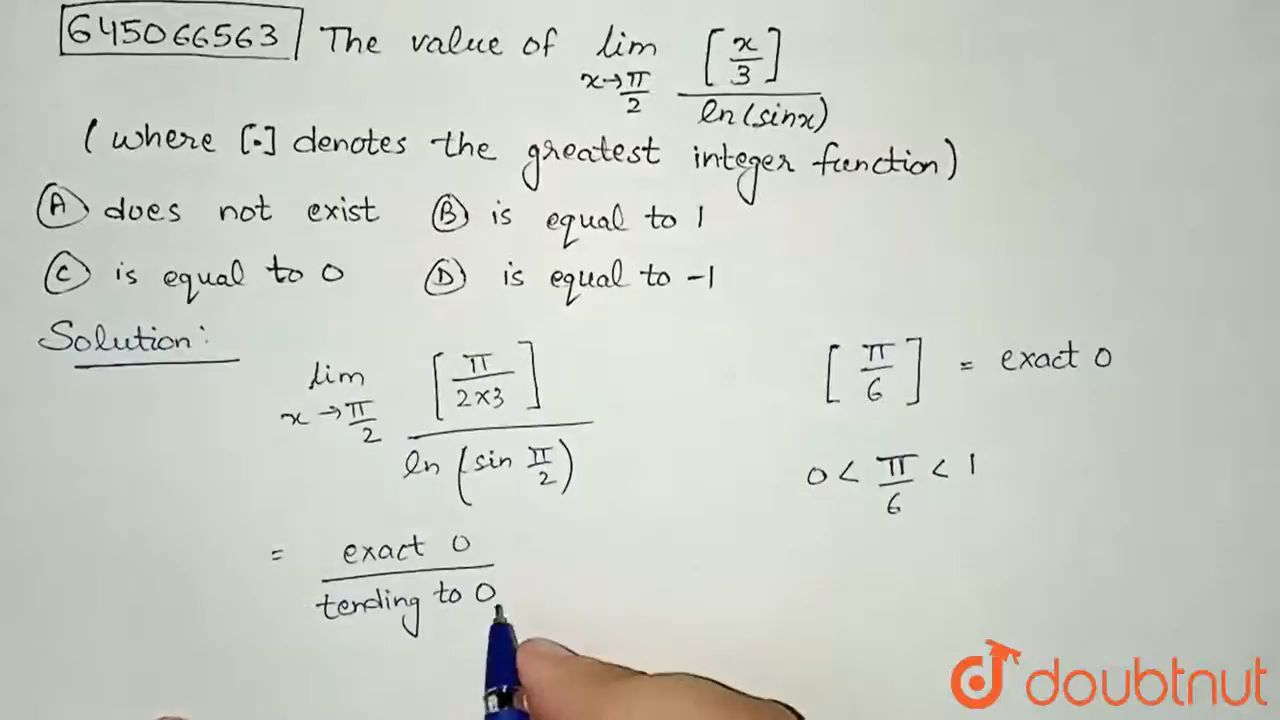 645066563 The value of lim x→π/2 [x/3] / ln(sinx)
(where [.] denotes the greatest integer function)
(A) does not exist (B) is equal to 1
(C) is equal to 0 (D) is equal to -1
Solution:
lim x→π/2 [π/2×3] / ln(sin π/2)
[π/6] = exact 0
0 < π/6 < 1
= exact 0 / tending to 0
doubtnut